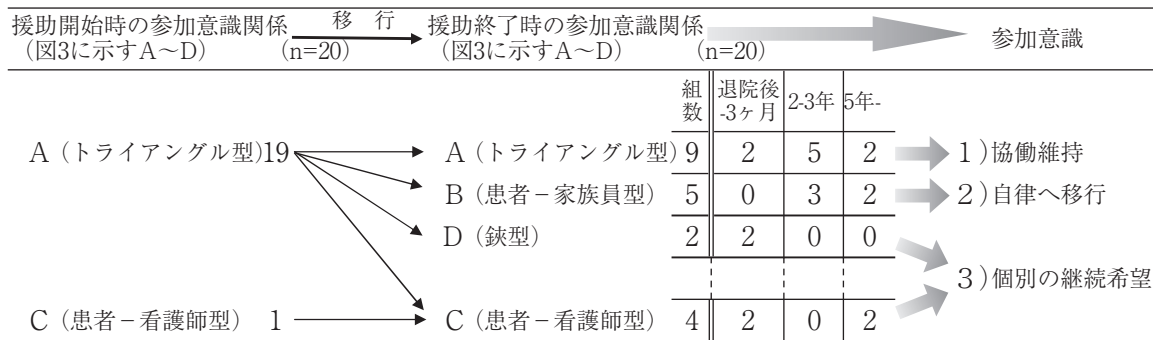 援助開始時の参加意識関係 移 行 援助終了時の参加意識関係 参加意識
(図3に示すA～D) (n=20) (図3に示すA～D) (n=20)
組数 退院後-3ヶ月 2-3年 5年-
A (トライアングル型)19 A (トライアングル型) 9 2 5 2 1)協働維持
B (患者－家族員型) 5 0 3 2 2)自律へ移行
D (鋏型) 2 2 0 0
3)個別の継続希望
C (患者－看護師型) 1 C (患者－看護師型) 4 2 0 2